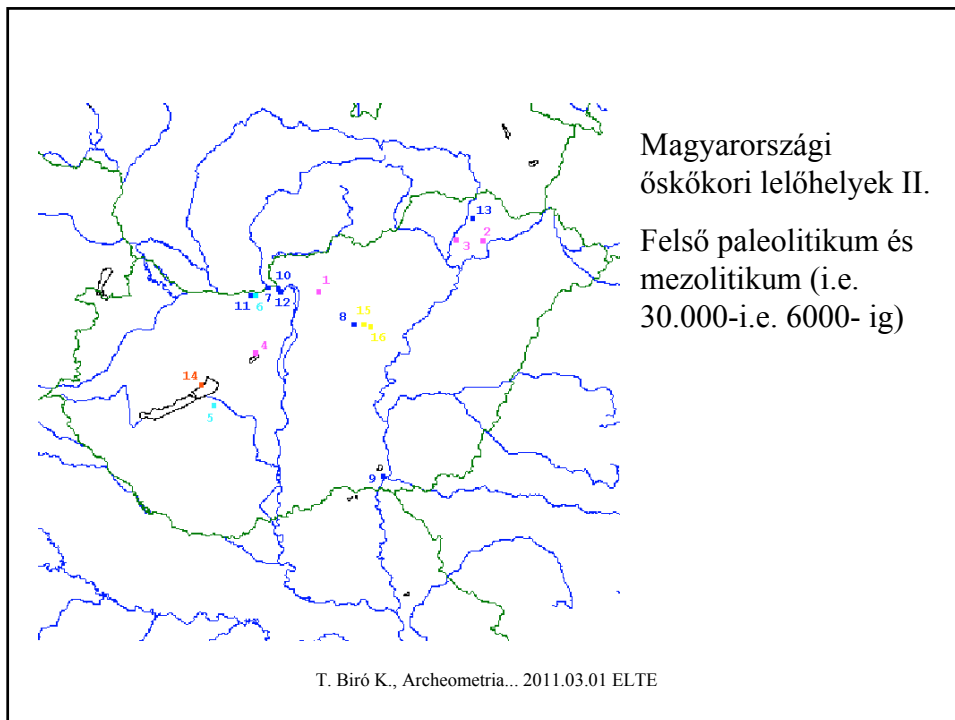 Magyarországi
őskőkori lelőhelyek II.
Felső paleolitikum és
mezolitikum (i.e.
30.000-i.e. 6000- ig)
13
3 2
10
1
11 6 7 12
8 15
16
4
14
5
9
T. Biró K., Archeometria... 2011.03.01 ELTE